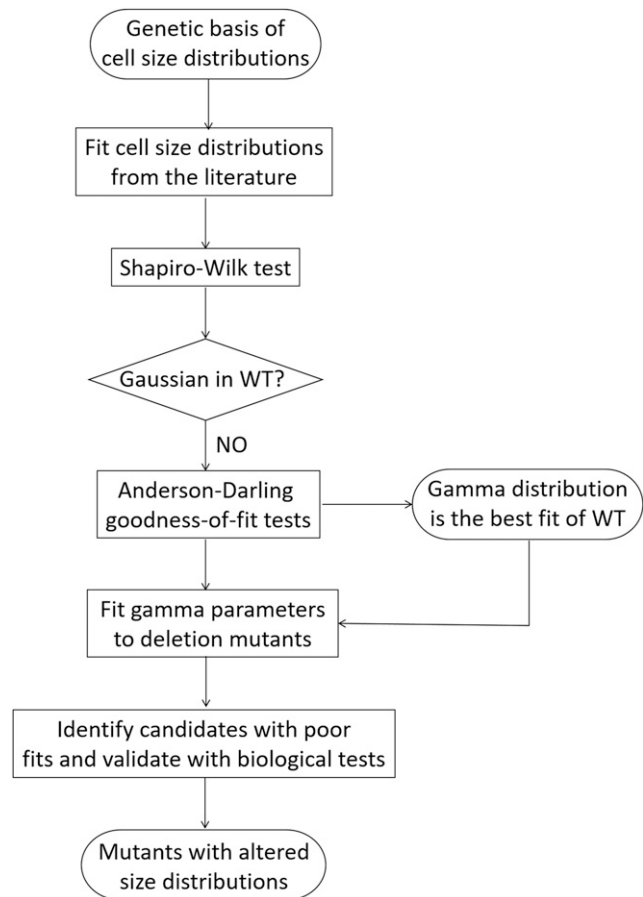 Genetic basis of
cell size distributions
Fit cell size distributions
from the literature
Shapiro-Wilk test
Gaussian in WT?
NO
Anderson-Darling
goodness-of-fit tests
Gamma distribution
is the best fit of WT
Fit gamma parameters
to deletion mutants
Identify candidates with poor
fits and validate with biological tests
Mutants with altered
size distributions